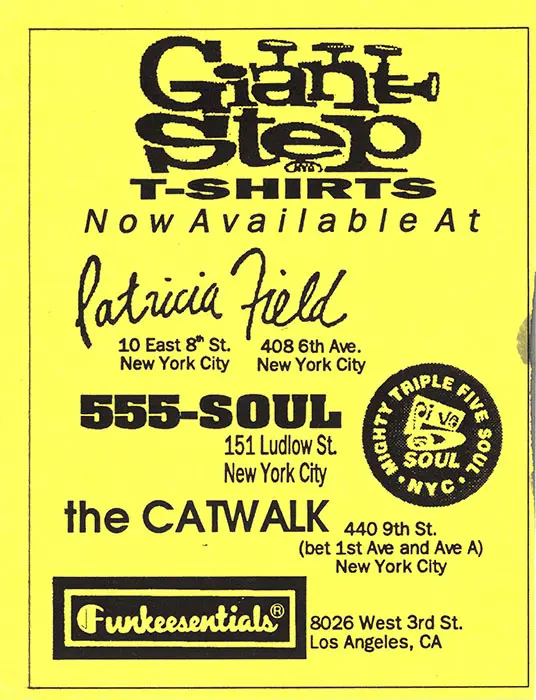 Giant
Step
NYC
T-SHIRTS
Now Available At
Patricia Field
10 East 8th St.
New York City
408 6th Ave.
New York City
555-SOUL
151 Ludlow St.
New York City
MIGHTY TRIPLE FIVE SOUL
SOUL
• NYC •
the CATWALK
440 9th St.
(bet 1st Ave and Ave A)
New York City
Funkeesentials®
8026 West 3rd St.
Los Angeles, CA